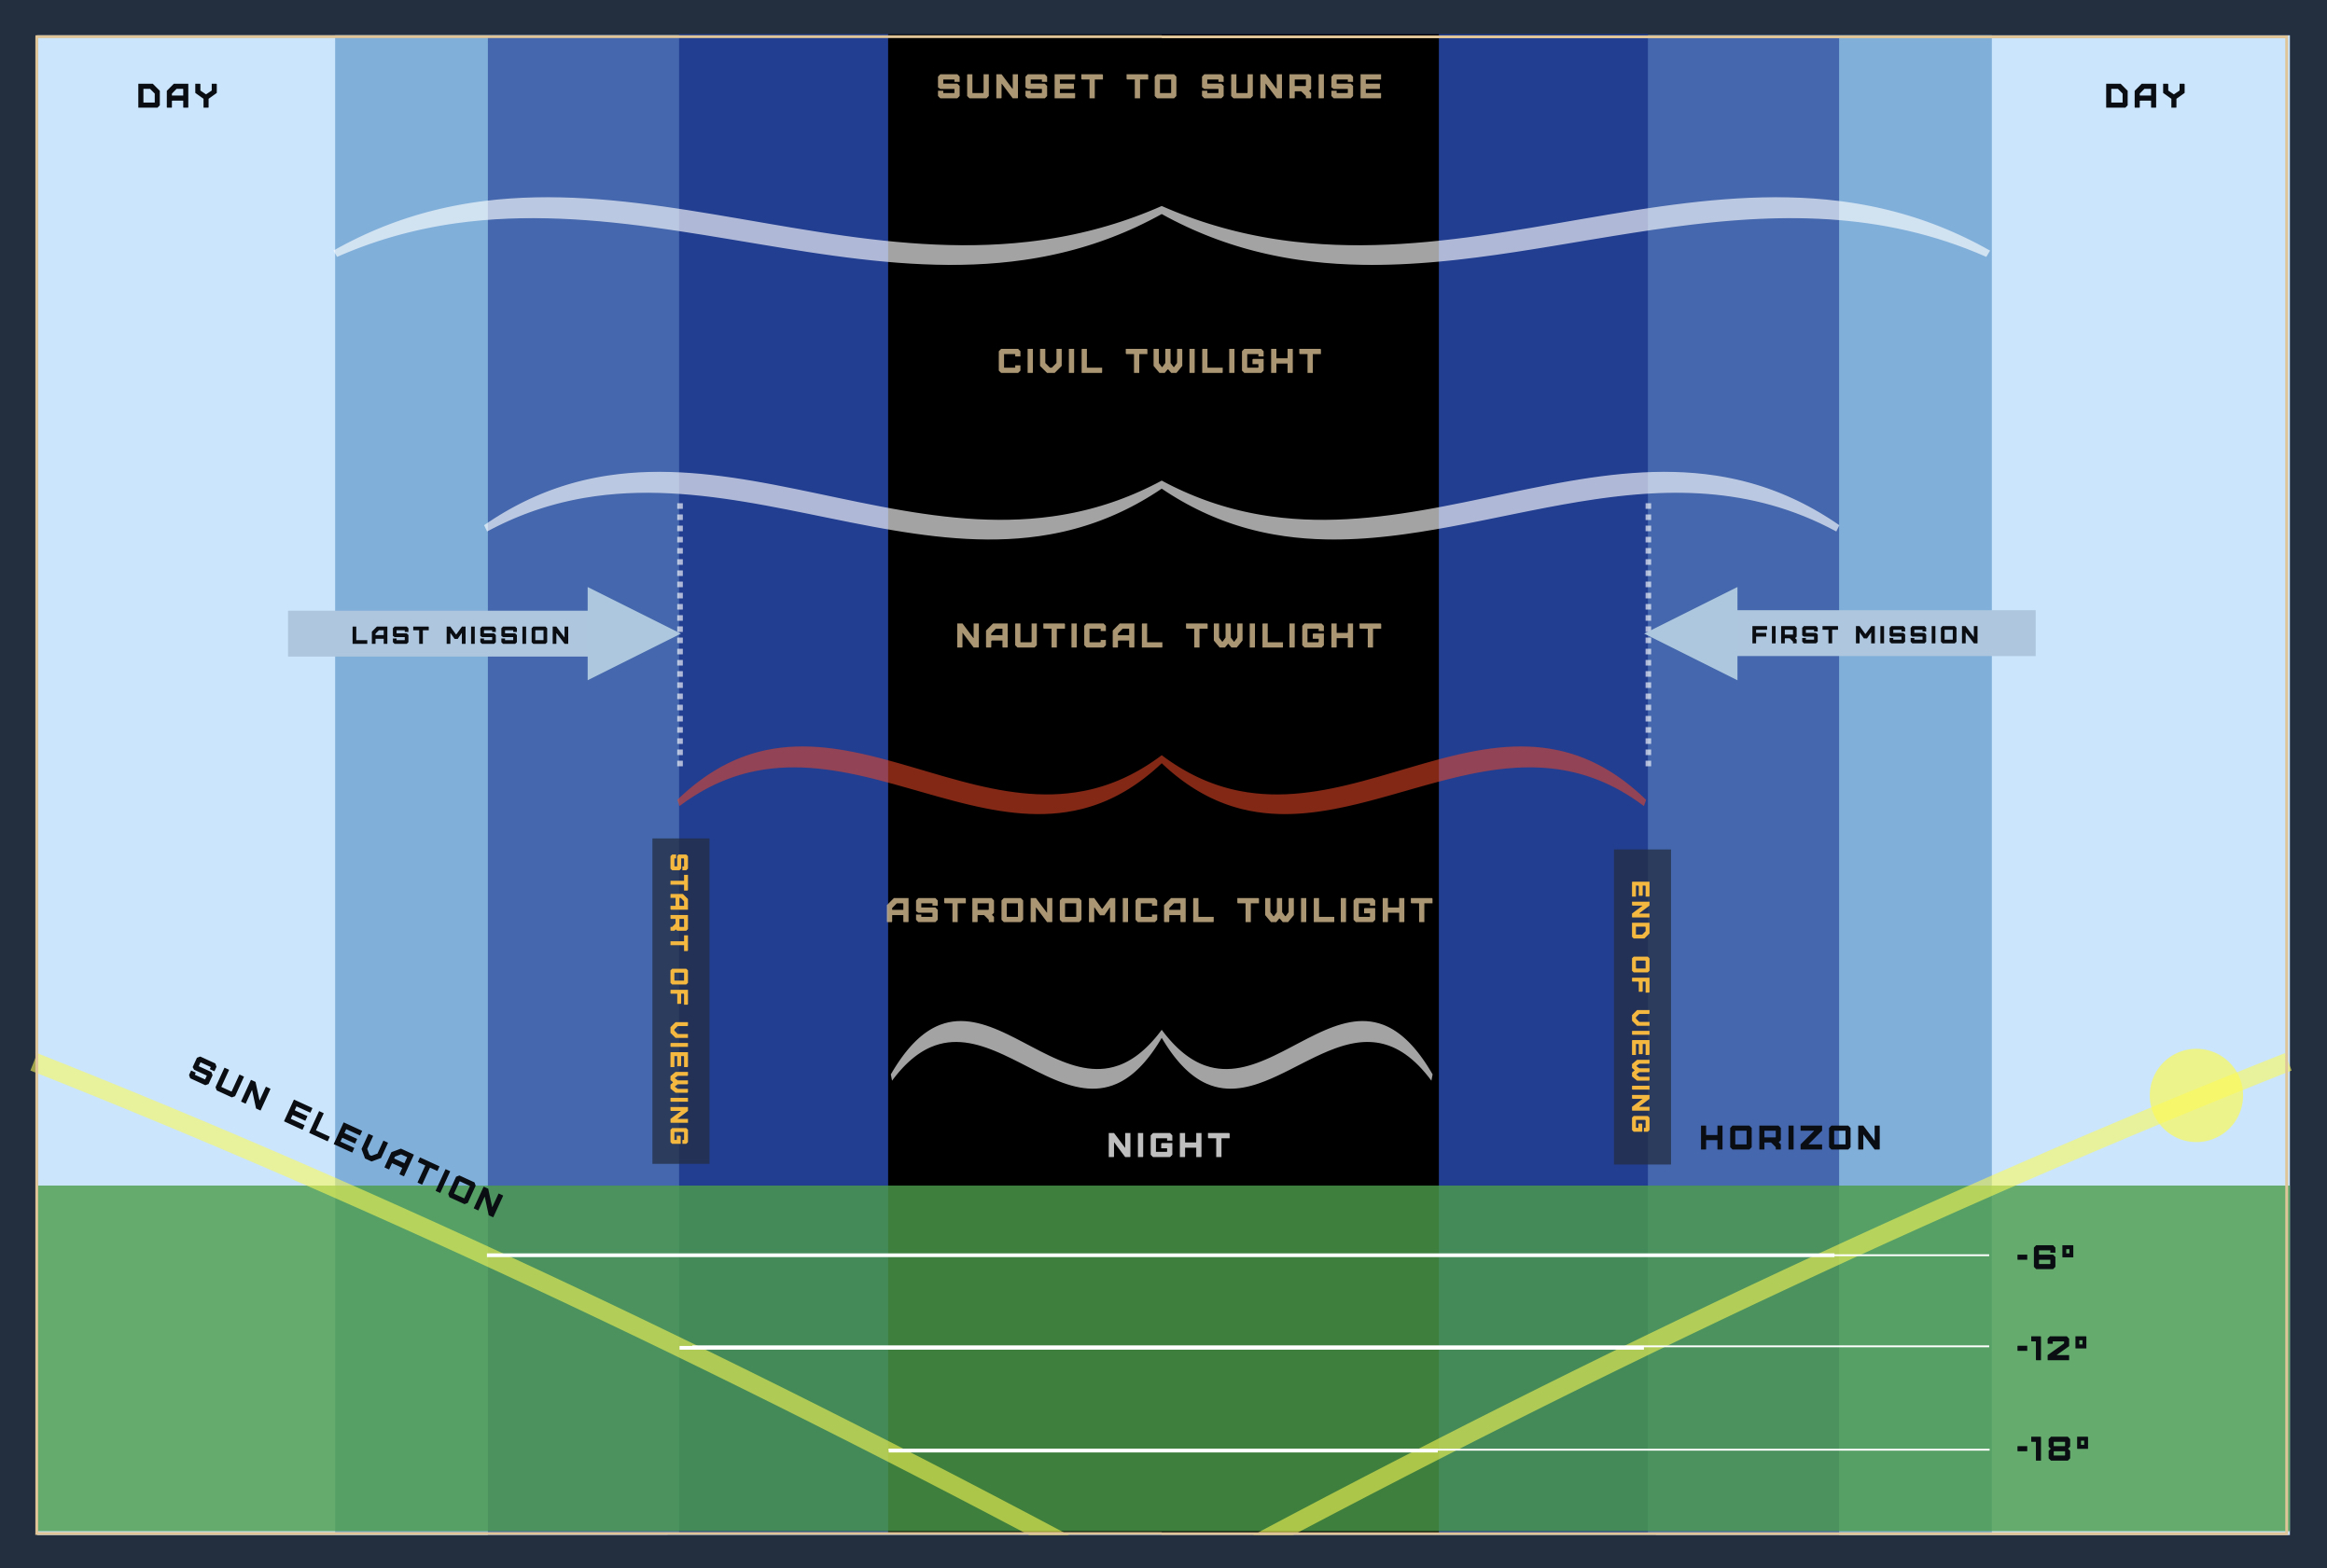 DAY
SUNSET TO SUNRISE
DAY
CIVIL TWILIGHT
LAST MISSION
NAUTICAL TWILIGHT
FIRST MISSION
START OF VIEWING
ASTRONOMICAL TWILIGHT
END OF VIEWING
SUN ELEVATION
NIGHT
HORIZON
-6°
-12°
-18°